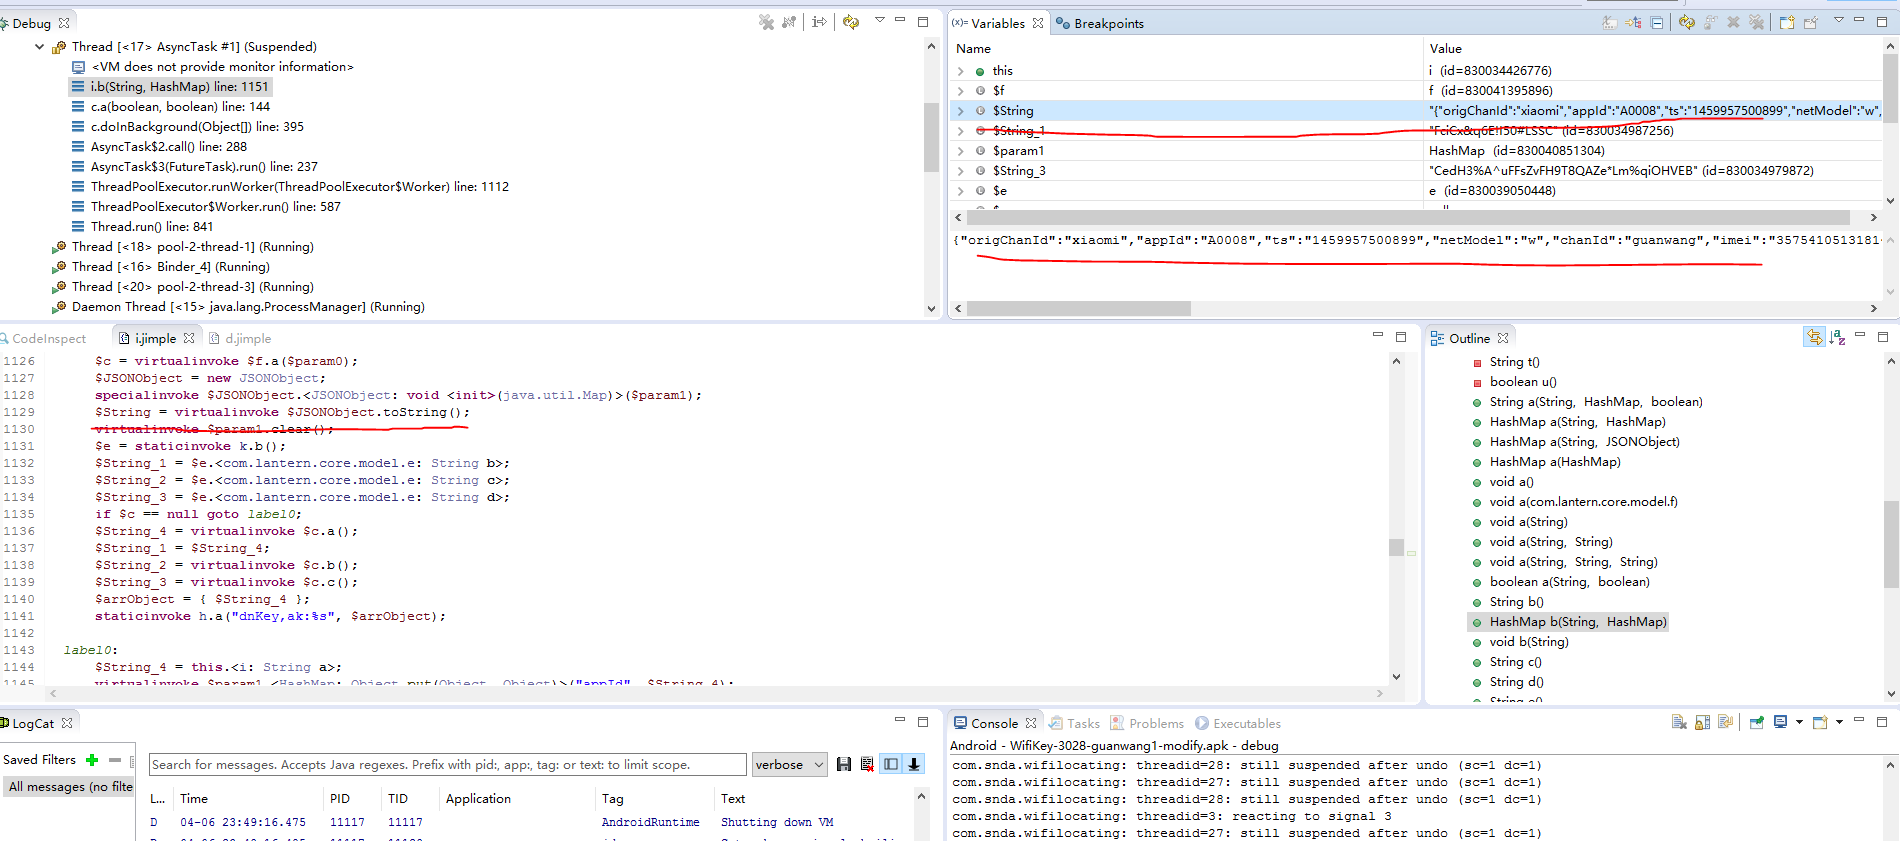 Debug
Thread [<17> AsyncTask #1] (Suspended)
<VM does not provide monitor information>
i.b(String, HashMap) line: 1151
c.a(boolean, boolean) line: 144
c.doInBackground(Object[]) line: 395
AsyncTask$2.call() line: 288
AsyncTask$3(FutureTask).run() line: 237
ThreadPoolExecutor.runWorker(ThreadPoolExecutor$Worker) line: 1112
ThreadPoolExecutor$Worker.run() line: 587
Thread.run() line: 841
Thread [<18> pool-2-thread-1] (Running)
Thread [<16> Binder_4] (Running)
Thread [<20> pool-2-thread-3] (Running)
Daemon Thread [<15> java.lang.ProcessManager] (Running)
(x)= Variables
Breakpoints
Name Value
this i (id=830034426776)
$f f (id=830041395896)
$String "{"origChanId":"xiaomi","appId":"A0008","ts":"1459957500899","netModel":"w",
$String_1 (id=830034987256)
$param1 HashMap (id=830040851304)
$String_3 "CedH3%A^uFFsZvFH9T8QAZe*Lm%qiOHVEB" (id=830034979872)
$e e (id=830039050448)
{"origChanId":"xiaomi","appId":"A0008","ts":"1459957500899","netModel":"w","chanId":"guanwang","imei":"35754105131814
CodeInspect
i.jimple
d.jimple
1126 $c = virtualinvoke $f.a($param0);
1127 $JSONObject = new JSONObject;
1128 specialinvoke $JSONObject.<JSONObject: void <init>(java.util.Map)>($param1);
1129 $String = virtualinvoke $JSONObject.toString();
1130 virtualinvoke $param1.clear();
1131 $e = staticinvoke k.b();
1132 $String_1 = $e.<com.lantern.core.model.e: String b>;
1133 $String_2 = $e.<com.lantern.core.model.e: String c>;
1134 $String_3 = $e.<com.lantern.core.model.e: String d>;
1135 if $c == null goto label0;
1136 $String_4 = virtualinvoke $c.a();
1137 $String_1 = $String_4;
1138 $String_2 = virtualinvoke $c.b();
1139 $String_3 = virtualinvoke $c.c();
1140 $arrObject = { $String_4 };
1141 staticinvoke h.a("dnKey,ak:%s", $arrObject);
1142
1143 label0:
1144 $String_4 = this.<i: String a>;
1145 virtualinvoke $param1.<HashMap: Object put(Object, Object)>("appId", $String_4);
Outline
String t()
boolean u()
String a(String, HashMap, boolean)
HashMap a(String, HashMap)
HashMap a(String, JSONObject)
HashMap a(HashMap)
void a()
void a(com.lantern.core.model.f)
void a(String)
void a(String, String)
void a(String, String, String)
boolean a(String, boolean)
String b()
HashMap b(String, HashMap)
void b(String)
String c()
String d()
LogCat
Saved Filters
All messages (no filte
Search for messages. Accepts Java regexes. Prefix with pid:, app:, tag: or text: to limit scope.
verbose
L... Time PID TID Application Tag Text
D 04-06 23:49:16.475 11117 11117 AndroidRuntime Shutting down VM
Console
Tasks
Problems
Executables
Android - WifiKey-3028-guanwang1-modify.apk - debug
com.snda.wifilocating: threadid=28: still suspended after undo (sc=1 dc=1)
com.snda.wifilocating: threadid=27: still suspended after undo (sc=1 dc=1)
com.snda.wifilocating: threadid=28: still suspended after undo (sc=1 dc=1)
com.snda.wifilocating: threadid=3: reacting to signal 3
com.snda.wifilocating: threadid=27: still suspended after undo (sc=1 dc=1)